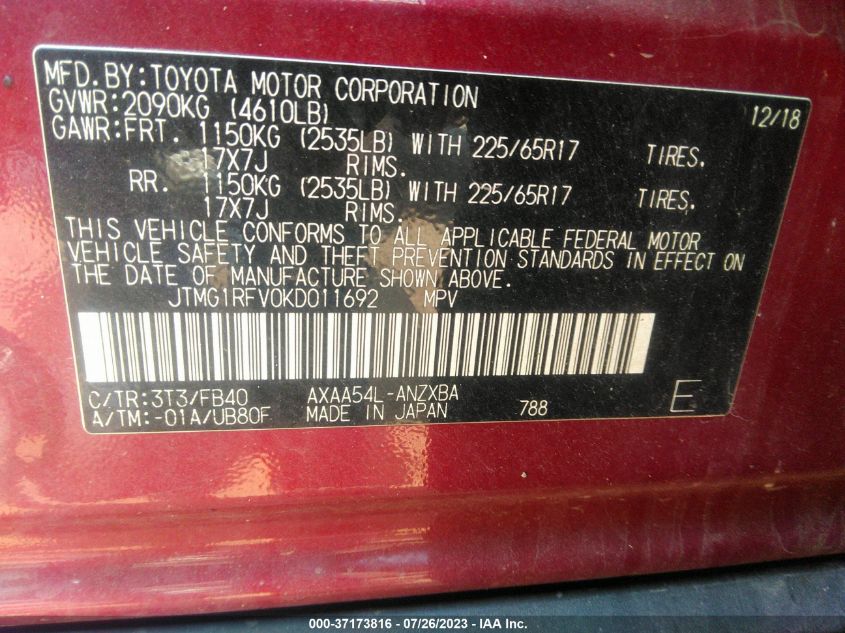 MFD.BY:TOYOTA MOTOR CORPORATION 12/18
GVWR:2090KG (4610LB)
GAWR:FRT. 1150KG (2535LB) WITH 225/65R17 TIRES.
17X7J RIMS.
RR. 1150KG (2535LB) WITH 225/65R17 TIRES.
17X7J RIMS.
THIS VEHICLE CONFORMS TO ALL APPLICABLE FEDERAL MOTOR
VEHICLE SAFETY AND THEFT PREVENTION STANDARDS IN EFFECT ON
THE DATE OF MANUFACTURE SHOWN ABOVE.
JTMG1RFV0KD011692 MPV
C/TR:3T3/FB40 AXAA54L-ANZXBA
A/TM:-01A/UB80F MADE IN JAPAN 788 E
000-37173816 - 07/26/2023 - IAA Inc.